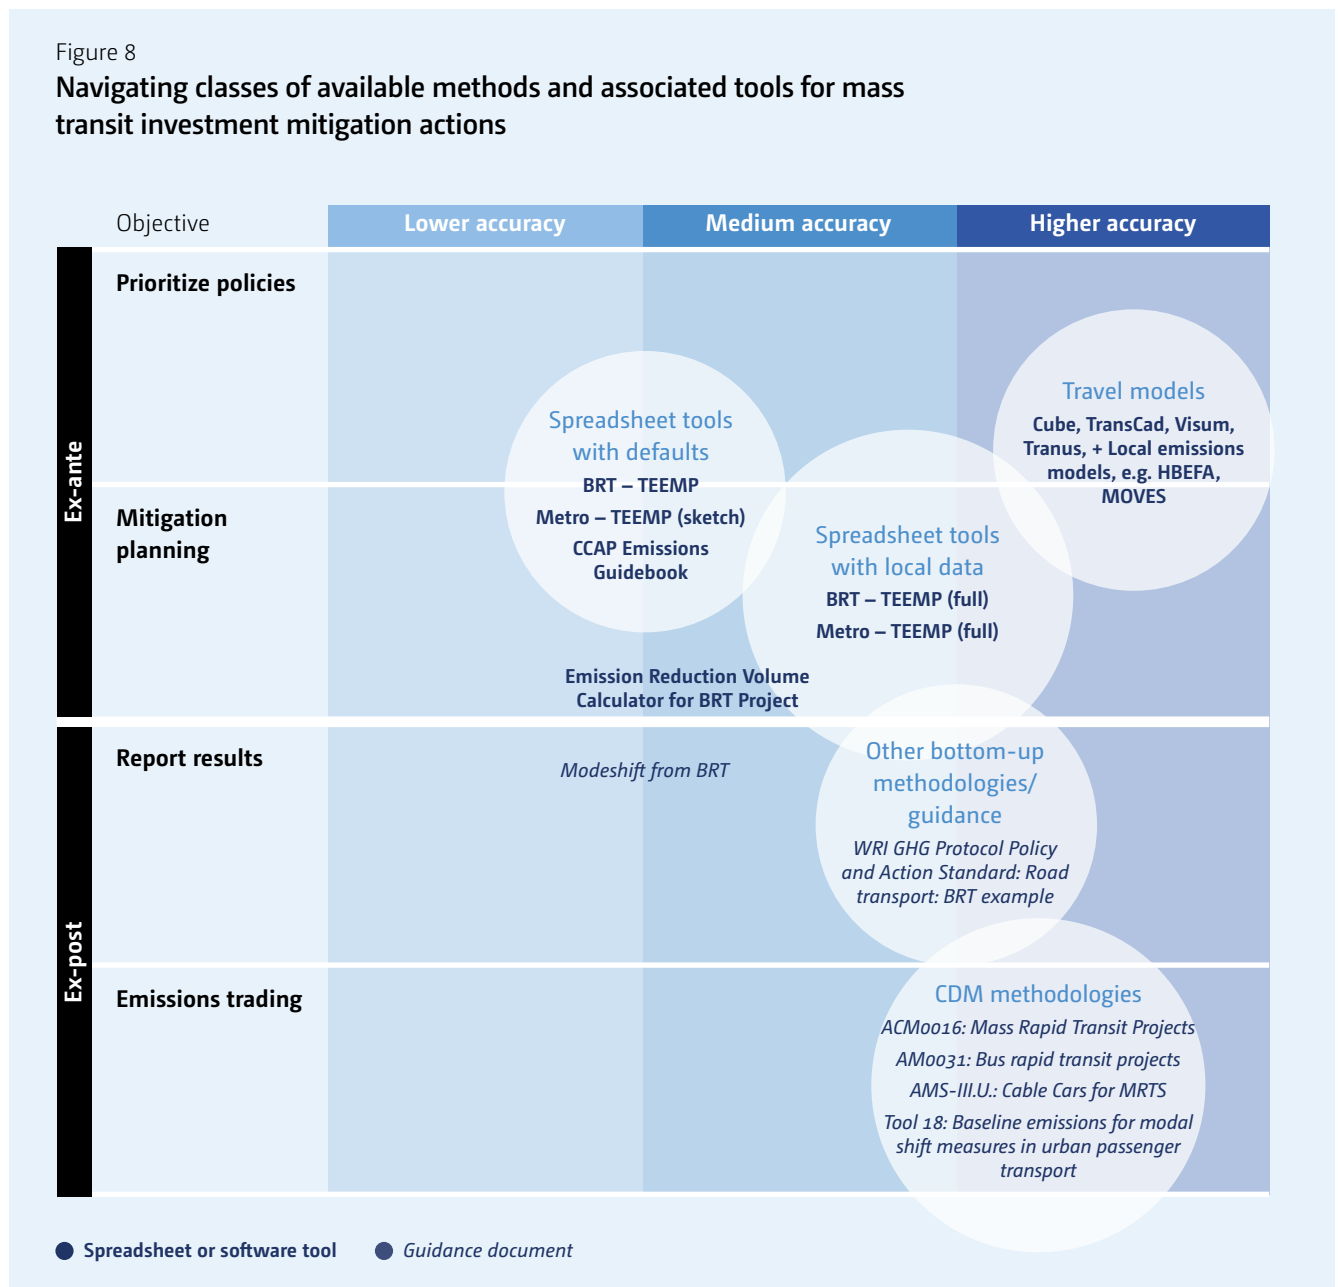 Figure 8
Navigating classes of available methods and associated tools for mass
transit investment mitigation actions
Objective
Lower accuracy
Medium accuracy
Higher accuracy
Ex-ante
Prioritize policies
Travel models
Cube, TransCad, Visum,
Tranus, + Local emissions
models, e.g. HBEFA,
MOVES
Spreadsheet tools
with defaults
BRT – TEEMP
Metro – TEEMP (sketch)
CCAP Emissions
Guidebook
Mitigation
planning
Spreadsheet tools
with local data
BRT – TEEMP (full)
Metro – TEEMP (full)
Emission Reduction Volume
Calculator for BRT Project
Ex-post
Report results
Modeshift from BRT
Other bottom-up
methodologies/
guidance
WRI GHG Protocol Policy
and Action Standard: Road
transport: BRT example
Emissions trading
CDM methodologies
ACM0016: Mass Rapid Transit Projects
AM0031: Bus rapid transit projects
AMS-III.U.: Cable Cars for MRTS
Tool 18: Baseline emissions for modal
shift measures in urban passenger
transport
Spreadsheet or software tool
Guidance document